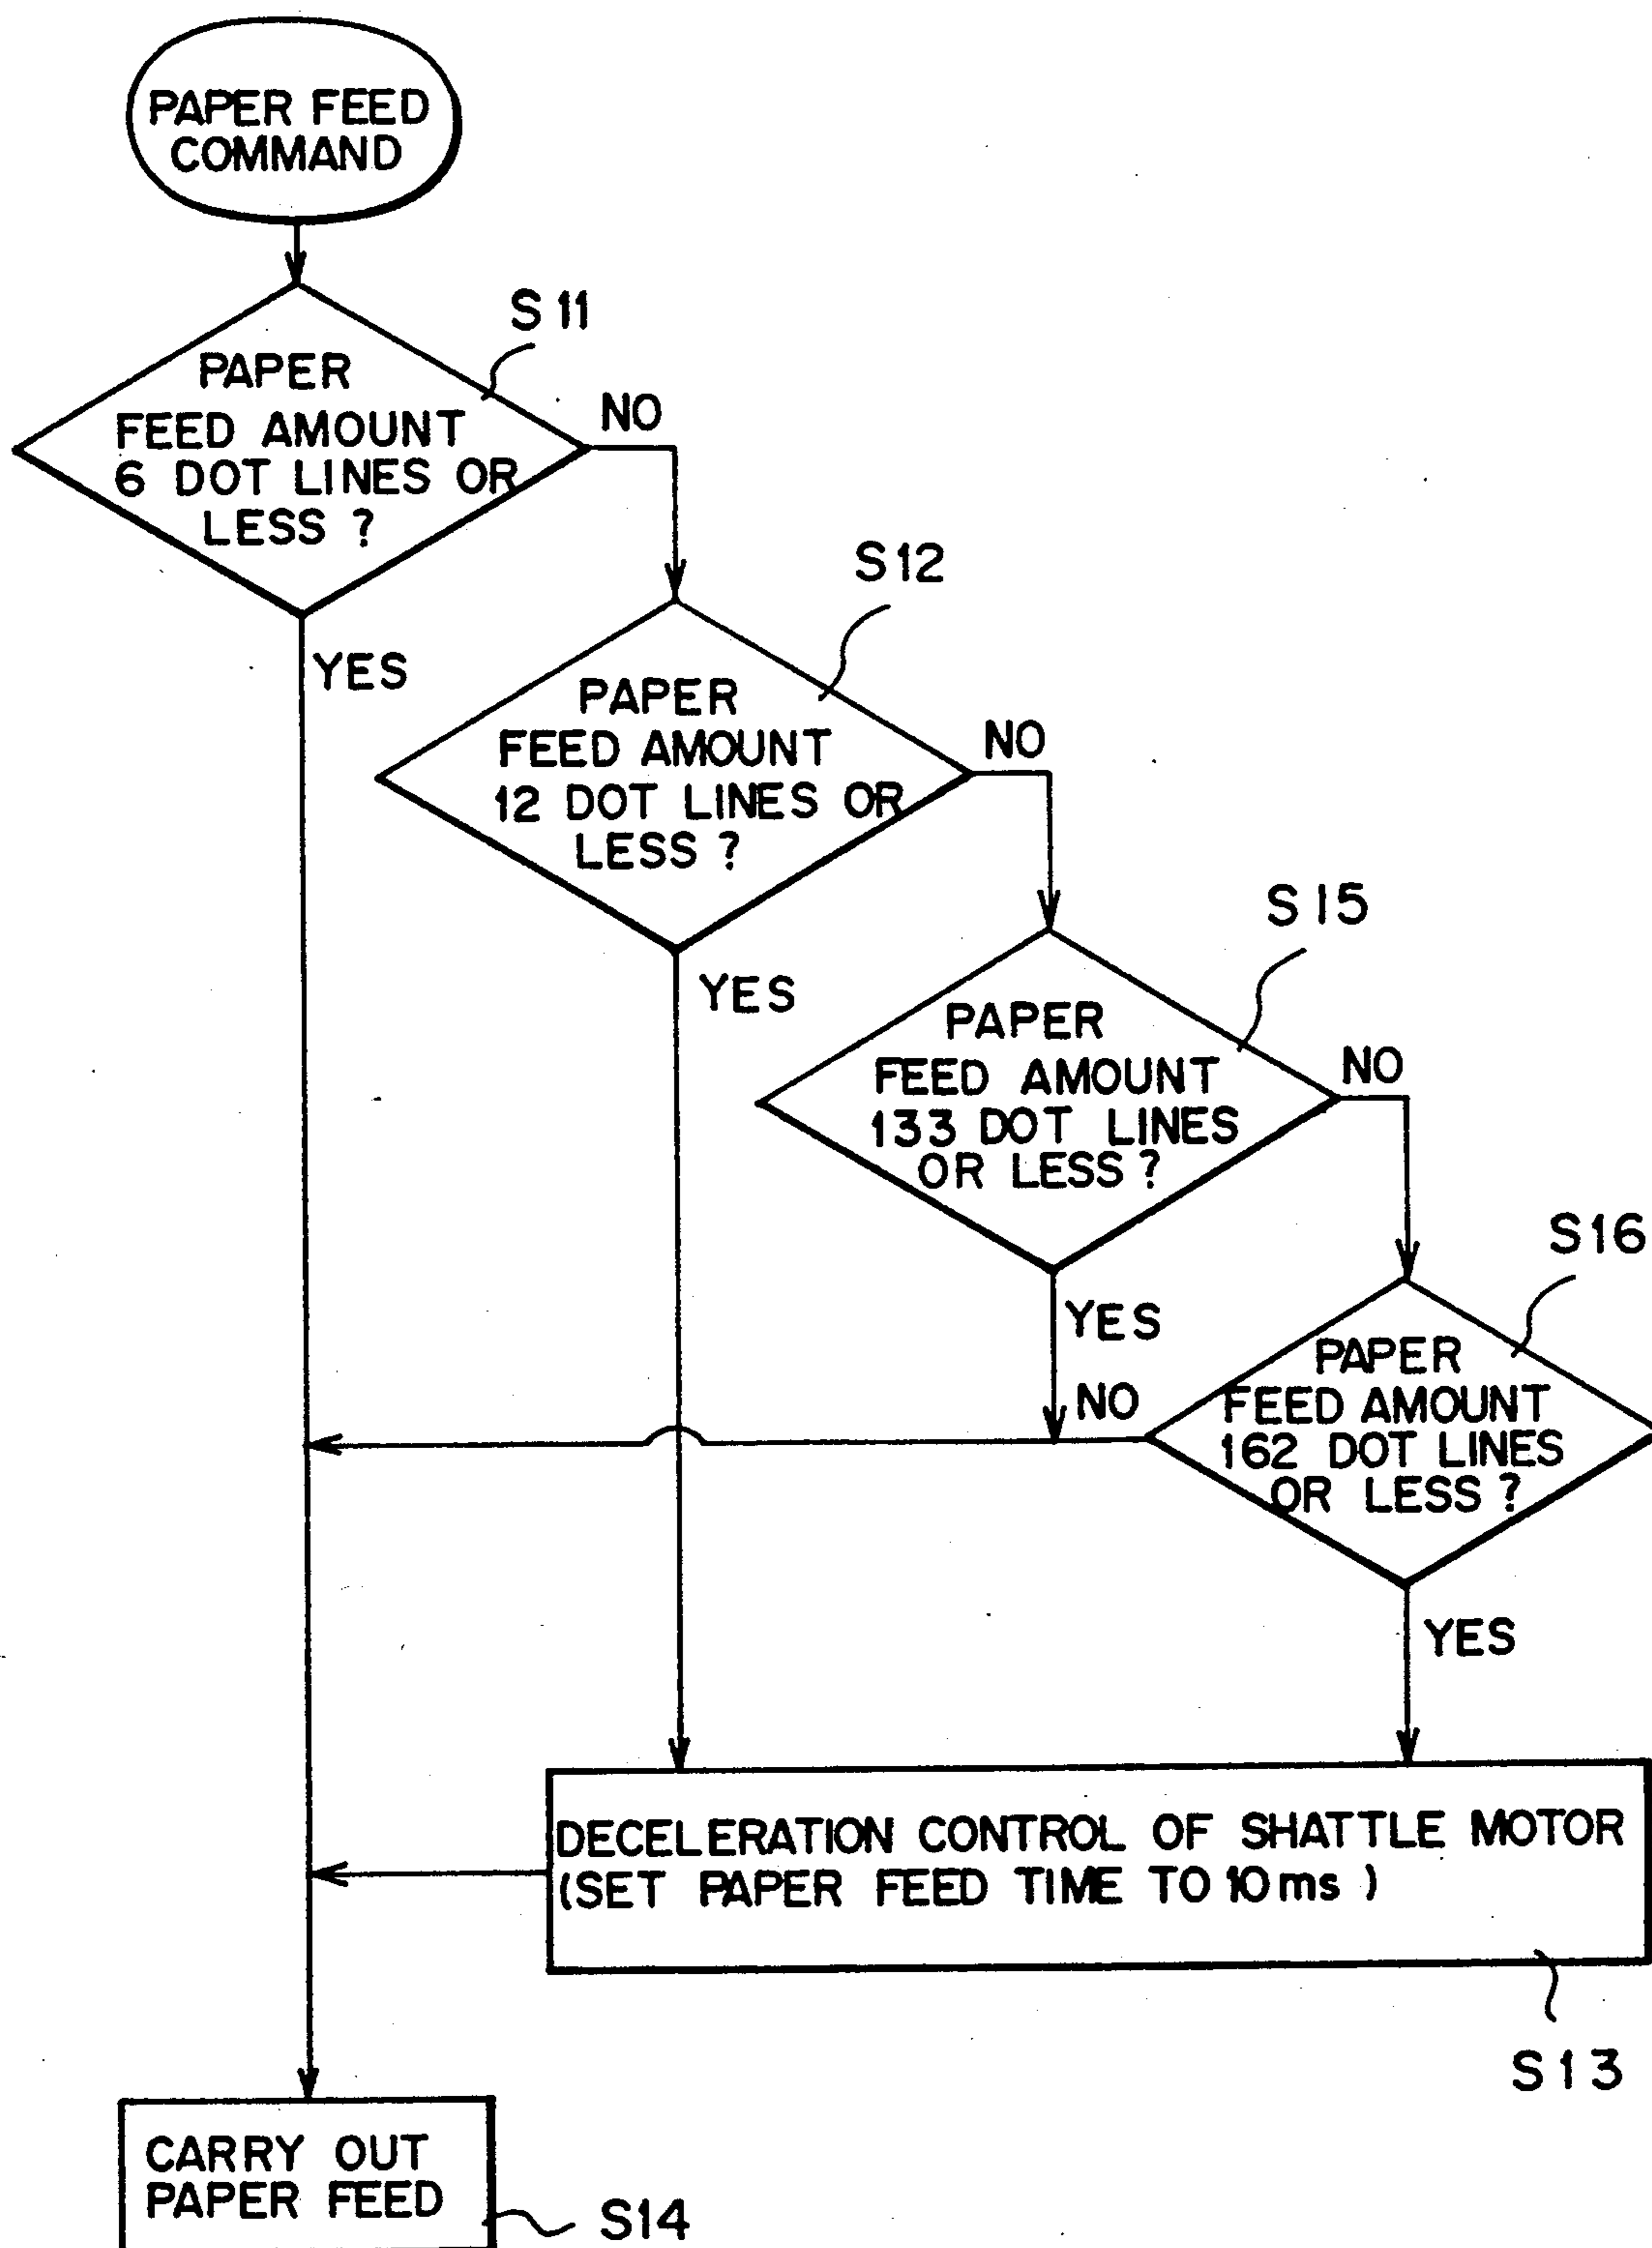 PAPER FEED
COMMAND
S11
PAPER
FEED AMOUNT
6 DOT LINES OR
LESS ?
NO
YES
S12
PAPER
FEED AMOUNT
12 DOT LINES OR
LESS ?
NO
YES
S15
PAPER
FEED AMOUNT
133 DOT LINES
OR LESS ?
NO
YES
S16
PAPER
FEED AMOUNT
162 DOT LINES
OR LESS ?
NO
YES
DECELERATION CONTROL OF SHATTLE MOTOR
(SET PAPER FEED TIME TO 10ms )
S13
CARRY OUT
PAPER FEED
S14